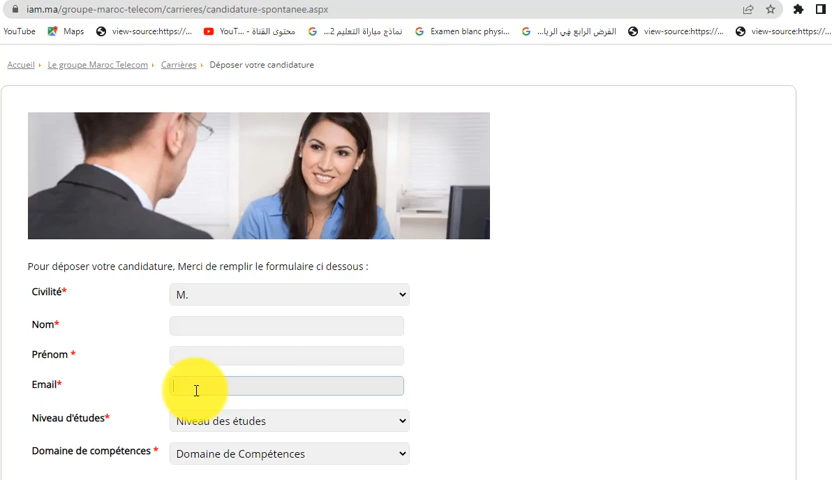 iam.ma/groupe-maroc-telecom/carrieres/candidature-spontanee.aspx
YouTube Maps view-source:https://... YouT... - محتوى القناة نماذج مباراة التعليم 2... Examen blanc physi... الفرض الرابع في الريا... view-source:https://... view-source:https://...
Accueil Le groupe Maroc Telecom Carrières Déposer votre candidature
Pour déposer votre candidature, Merci de remplir le formulaire ci dessous :
Civilité* M.
Nom*
Prénom *
Email*
Niveau d'études* Niveau des études
Domaine de compétences * Domaine de Compétences